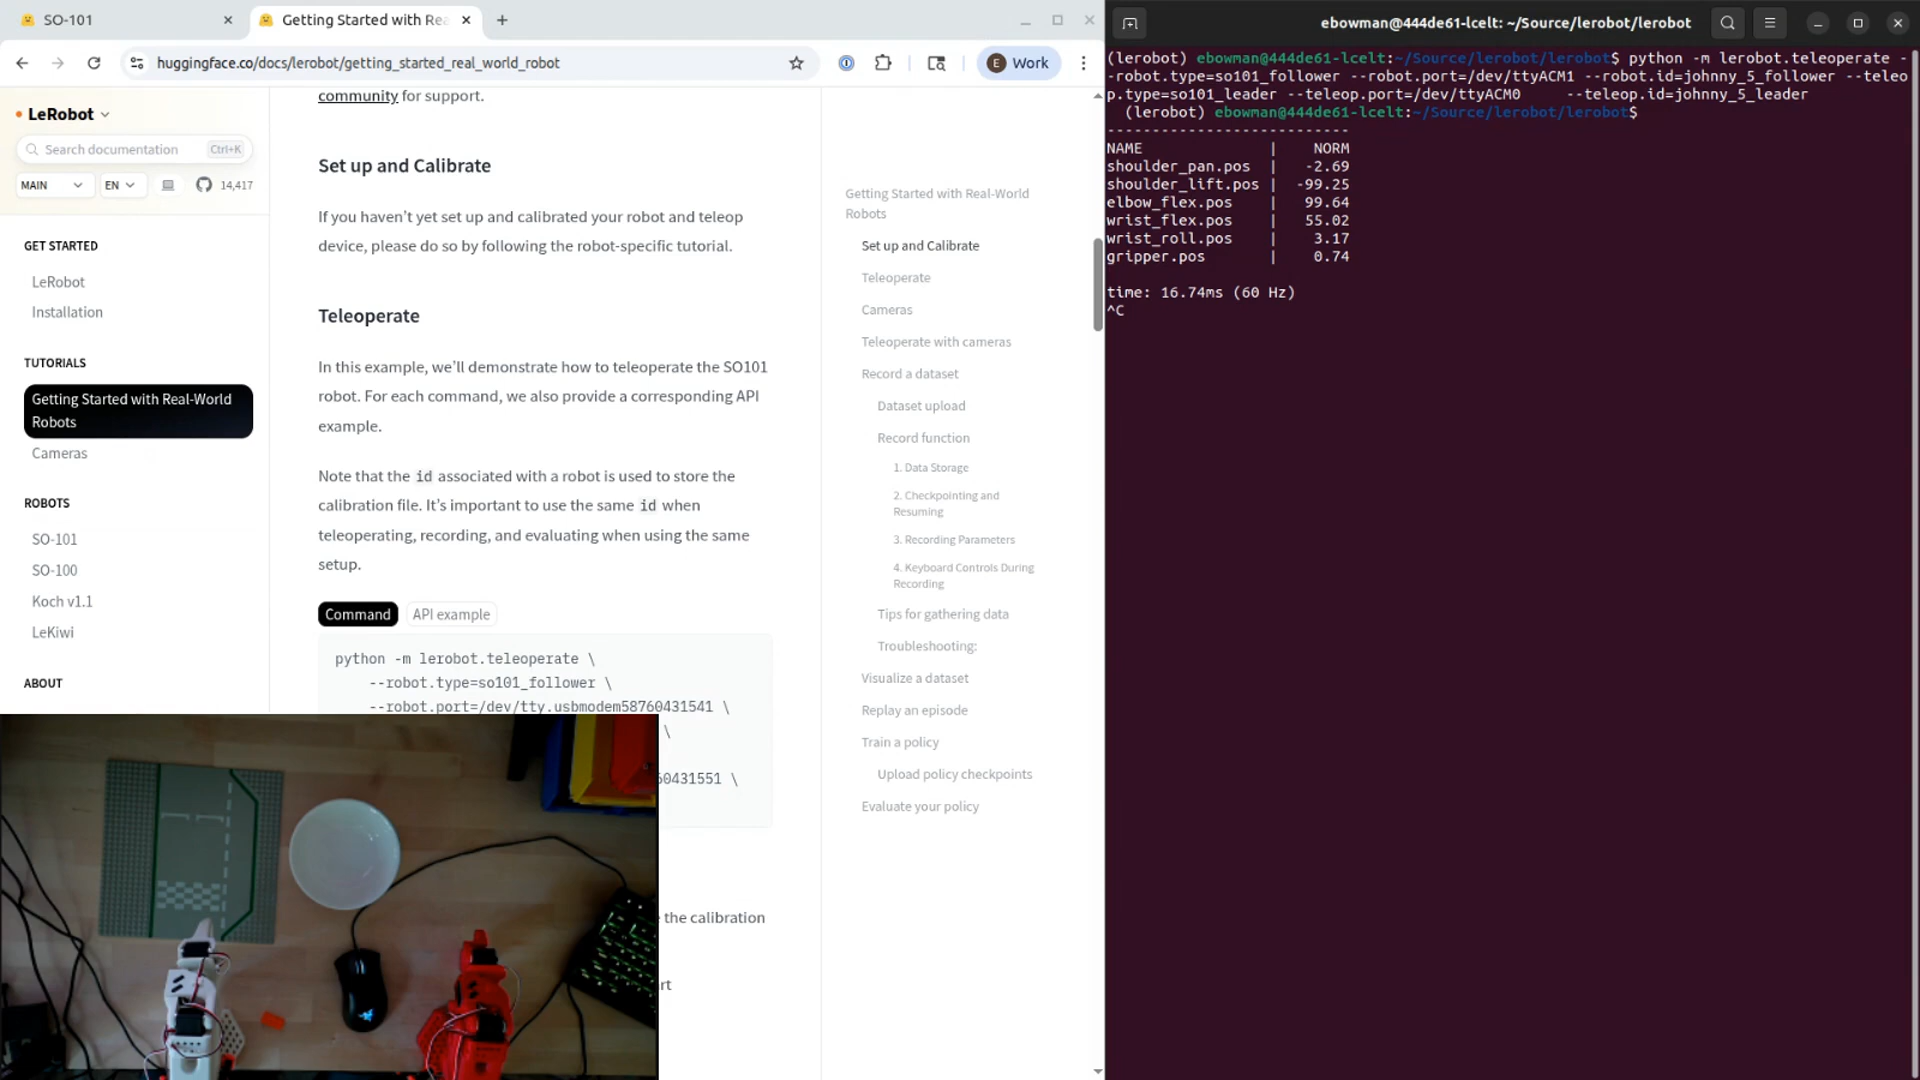 SO-101
Getting Started with Rea
huggingface.co/docs/lerobot/getting_started_real_world_robot
Work
LeRobot
Search documentation Ctrl+K
MAIN EN 14,417
GET STARTED
LeRobot
Installation
TUTORIALS
Getting Started with Real-World
Robots
Cameras
ROBOTS
SO-101
SO-100
Koch v1.1
LeKiwi
ABOUT
community for support.
Set up and Calibrate
If you haven’t yet set up and calibrated your robot and teleop
device, please do so by following the robot-specific tutorial.
Teleoperate
In this example, we’ll demonstrate how to teleoperate the SO101
robot. For each command, we also provide a corresponding API
example.
Note that the id associated with a robot is used to store the
calibration file. It’s important to use the same id when
teleoperating, recording, and evaluating when using the same
setup.
Command API example
python -m lerobot.teleoperate \
--robot.type=so101_follower \
--robot.port=/dev/tty.usbmodem58760431541 \
\
60431551 \
the calibration
rt
Getting Started with Real-World
Robots
Set up and Calibrate
Teleoperate
Cameras
Teleoperate with cameras
Record a dataset
Dataset upload
Record function
1. Data Storage
2. Checkpointing and
Resuming
3. Recording Parameters
4. Keyboard Controls During
Recording
Tips for gathering data
Troubleshooting:
Visualize a dataset
Replay an episode
Train a policy
Upload policy checkpoints
Evaluate your policy
ebowman@444de61-lcelt: ~/Source/lerobot/lerobot
(lerobot) ebowman@444de61-lcelt:~/Source/lerobot/lerobot$ python -m lerobot.teleoperate -
-robot.type=so101_follower --robot.port=/dev/ttyACM1 --robot.id=johnny_5_follower --teleo
p.type=so101_leader --teleop.port=/dev/ttyACM0 --teleop.id=johnny_5_leader
(lerobot) ebowman@444de61-lcelt:~/Source/lerobot/lerobot$
---------------------------
NAME | NORM
shoulder_pan.pos | -2.69
shoulder_lift.pos | -99.25
elbow_flex.pos | 99.64
wrist_flex.pos | 55.02
wrist_roll.pos | 3.17
gripper.pos | 0.74
time: 16.74ms (60 Hz)
^C